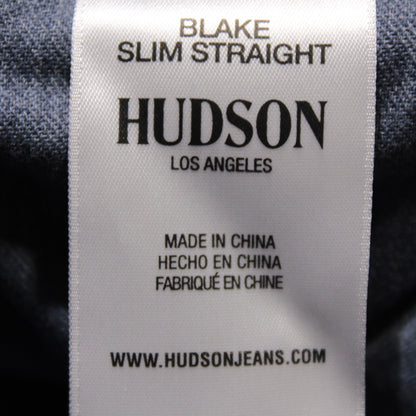 BLAKE
SLIM STRAIGHT
HUDSON
LOS ANGELES
MADE IN CHINA
HECHO EN CHINA
FABRIQUÉ EN CHINE
WWW.HUDSONJEANS.COM